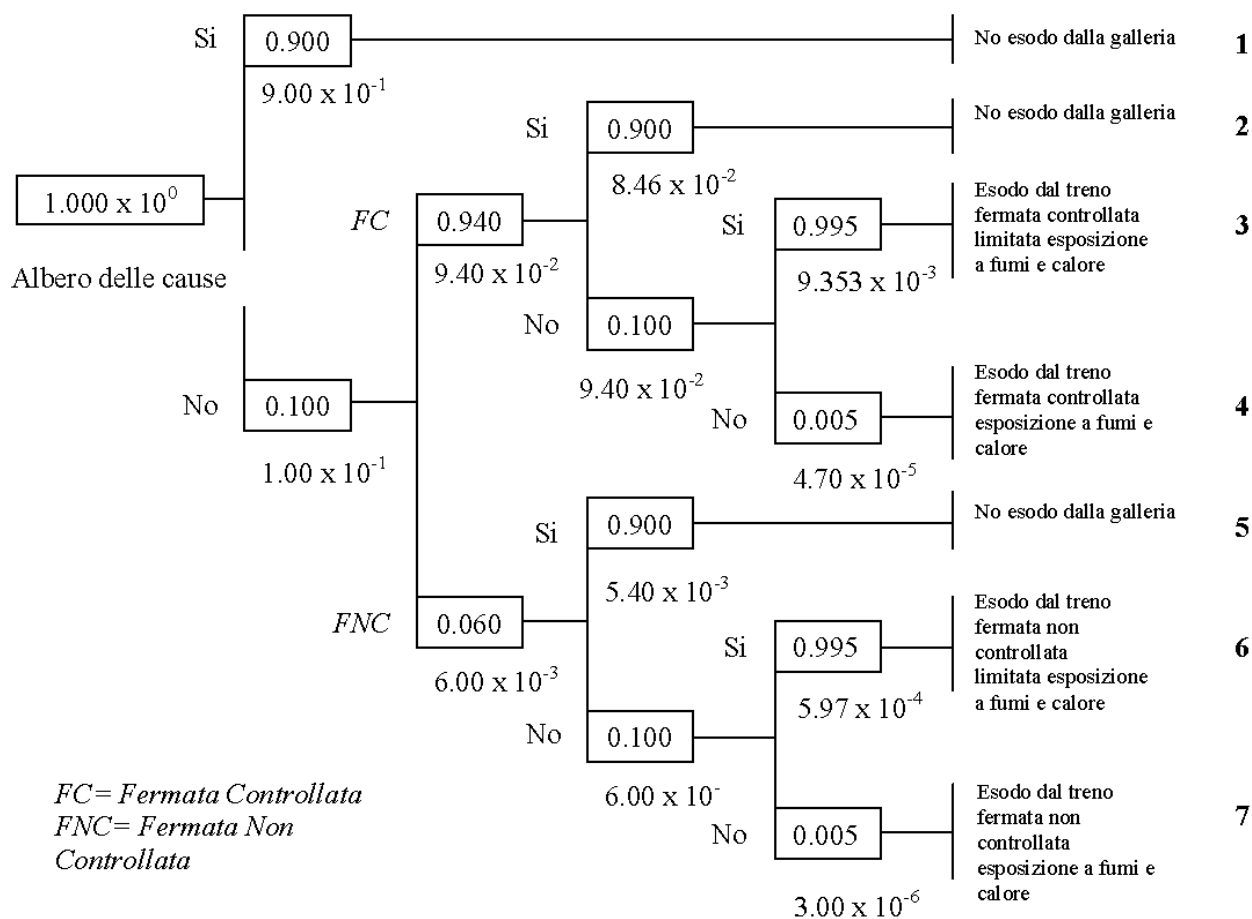 Si
0.900
9.00 x 10⁻¹
No esodo dalla galleria
1
Si
0.900
8.46 x 10⁻²
No esodo dalla galleria
2
1.000 x 10⁰
Albero delle cause
FC
0.940
9.40 x 10⁻²
Si
0.995
9.353 x 10⁻³
Esodo dal treno
fermata controllata
limitata esposizione
a fumi e calore
3
No
0.100
9.40 x 10⁻²
No
0.005
4.70 x 10⁻⁵
Esodo dal treno
fermata controllata
esposizione a fumi e
calore
4
No
0.100
1.00 x 10⁻¹
Si
0.900
5.40 x 10⁻³
No esodo dalla galleria
5
FNC
0.060
6.00 x 10⁻³
Si
0.995
5.97 x 10⁻⁴
Esodo dal treno
fermata non
controllata
limitata esposizione
a fumi e calore
6
No
0.100
6.00 x 10⁻
No
0.005
3.00 x 10⁻⁶
Esodo dal treno
fermata non
controllata
esposizione a fumi e
calore
7
FC= Fermata Controllata
FNC= Fermata Non
Controllata